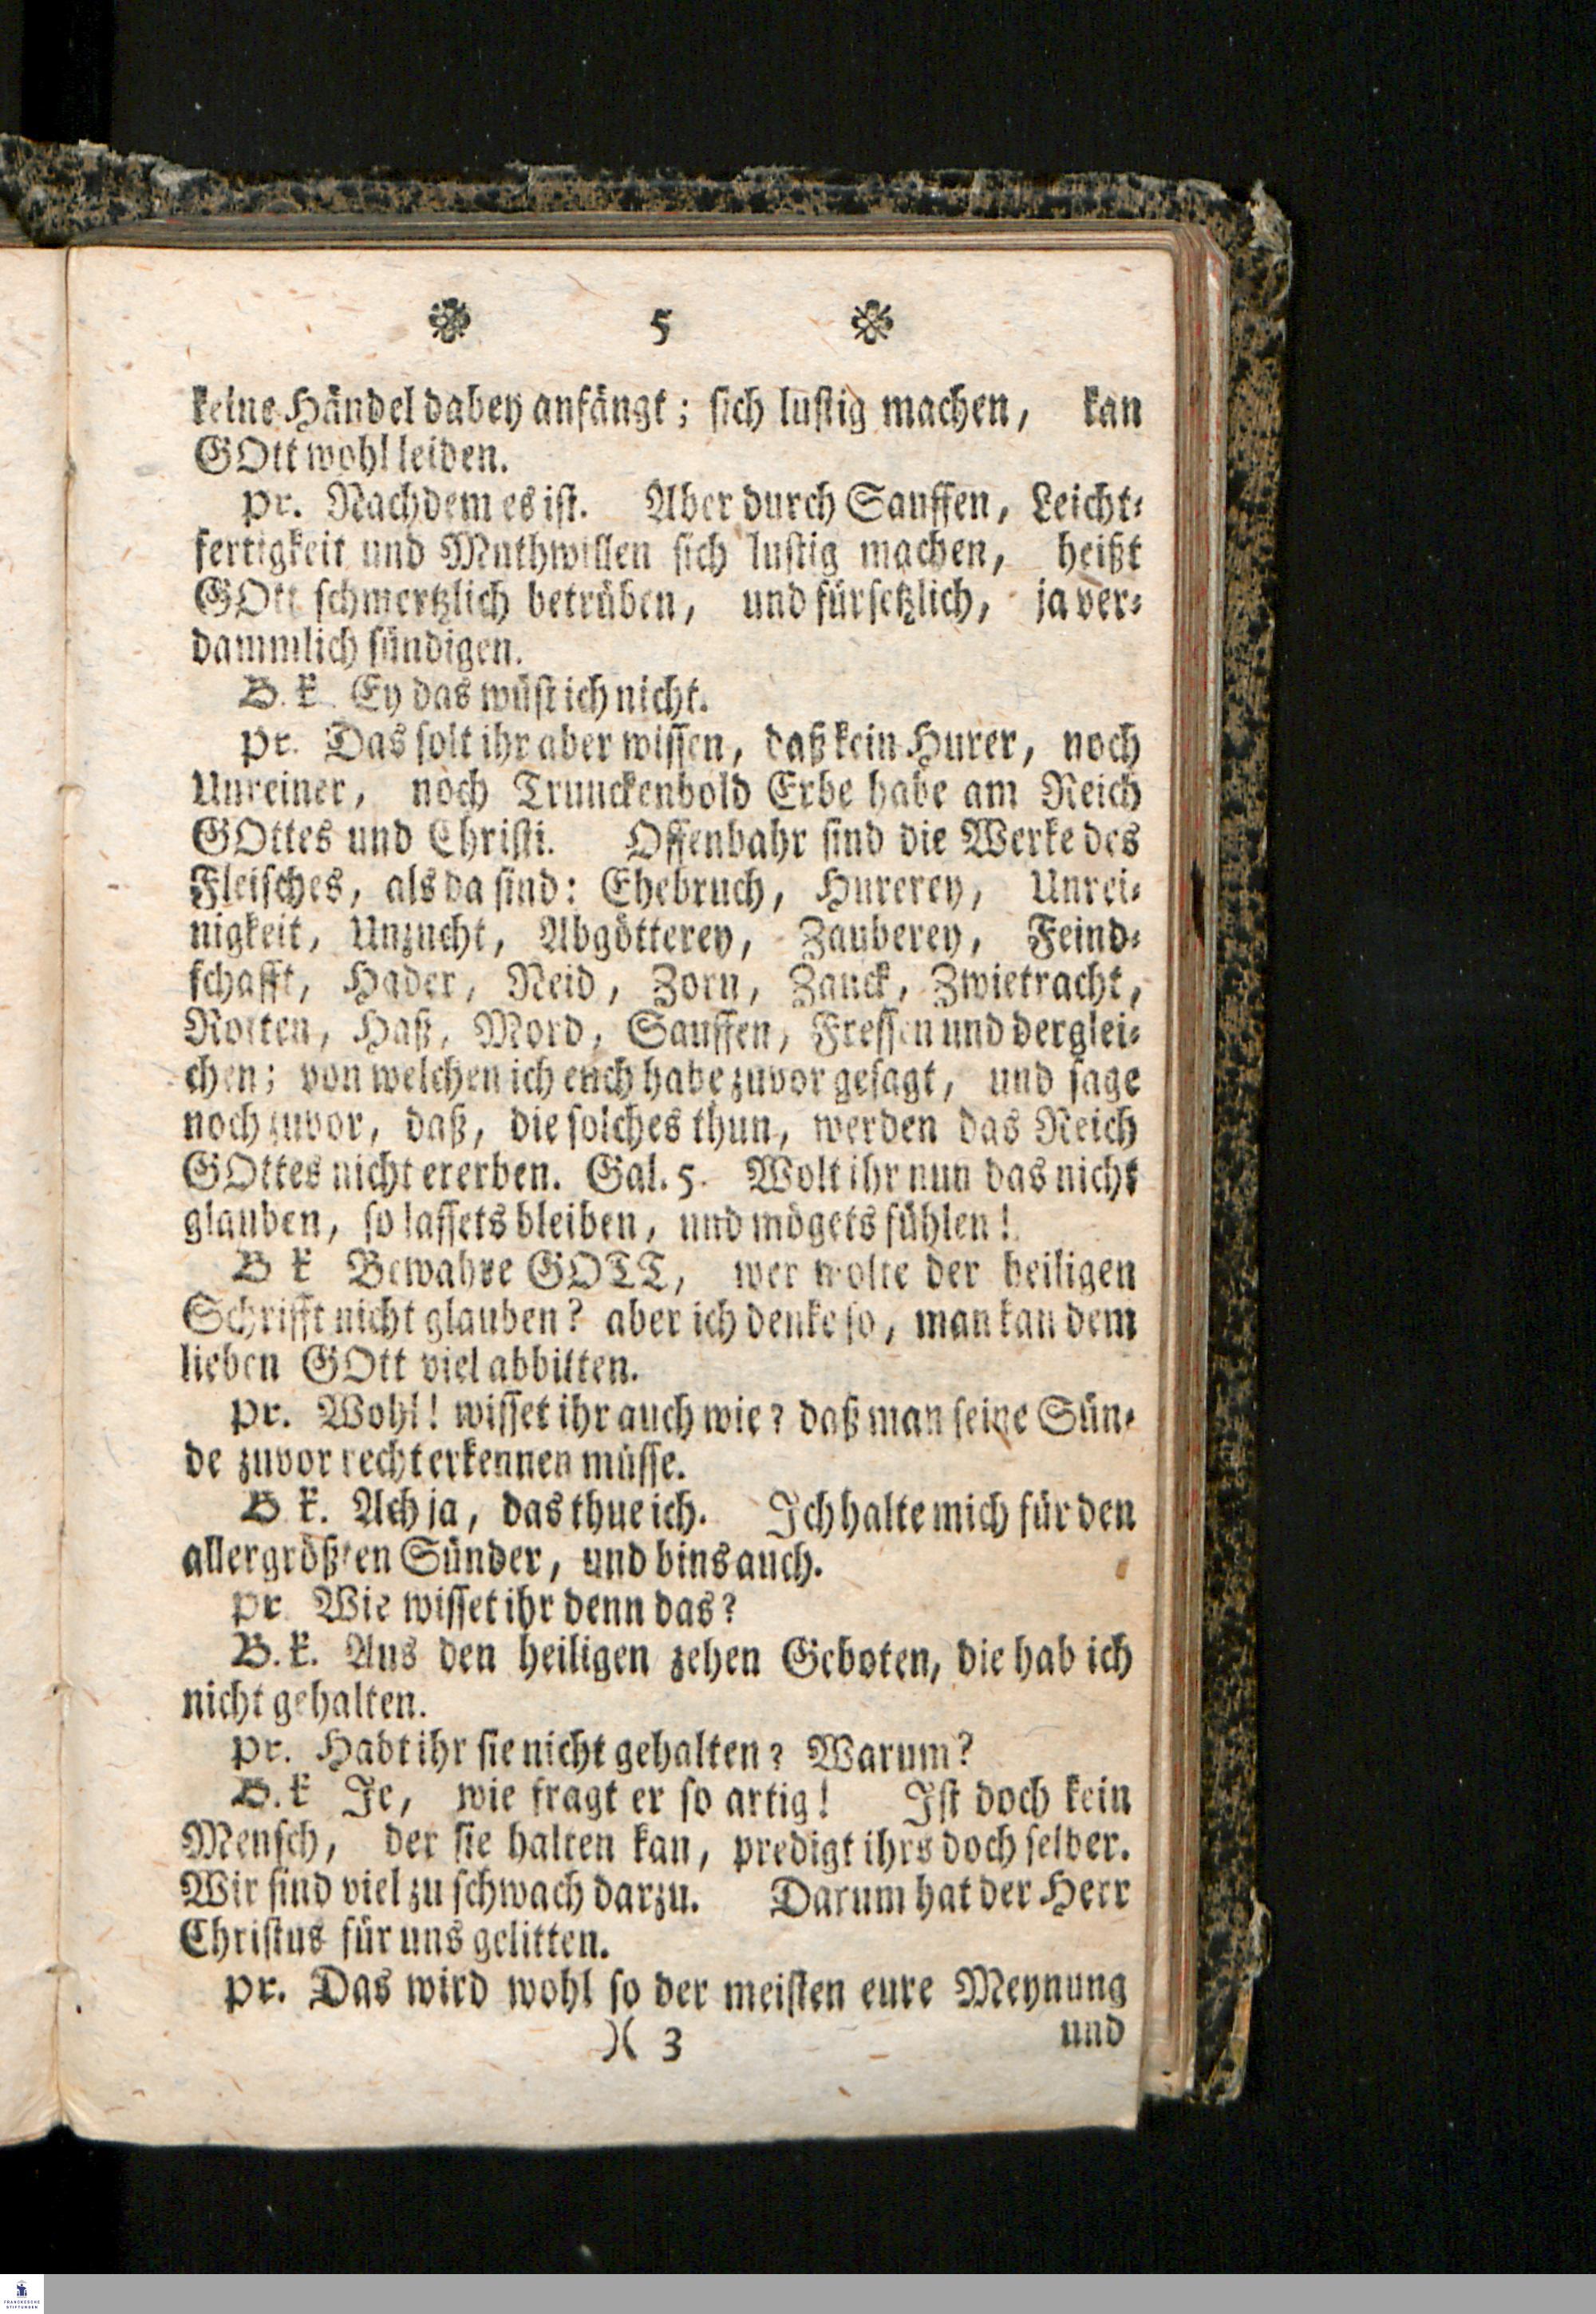 5
keine Händel dabey anfängt; sich lustig machen, kan
GOtt wohl leiden.
Pr. Nachdem es ist. Aber durch Sauffen, Leicht⸗
fertigkeit und Muthwillen sich lustig machen, heißt
GOtt schmertzlich betrüben, und fürsetzlich, ja ver⸗
dammlich sündigen.
B. K. Ey das wüst ich nicht.
Pr. Das solt ihr aber wissen, daß kein Hurer, noch
Unreiner, noch Trunckenbold Erbe habe am Reich
GOttes und Christi. Offenbahr sind die Werke des
Fleisches, als da sind: Ehebruch, Hurerey, Unrei⸗
nigkeit, Unzucht, Abgötterey, Zauberey, Feind⸗
schafft, Hader, Neid, Zorn, Zanck, Zwietracht,
Rotten, Haß, Mord, Sauffen, Fressen und derglei⸗
chen; von welchen ich euch habe zuvor gesagt, und sage
noch zuvor, daß, die solches thun, werden das Reich
GOttes nicht ererben. Gal. 5. Wolt ihr nun das nicht
glauben, so lassets bleiben, und mögets fühlen!
B K Bewahre GOTT, wer wolte der heiligen
Schrifft nicht glauben? aber ich denke so, man kan dem
lieben GOtt viel abbitten.
Pr. Wohl! wisset ihr auch wie? daß man seine Sün⸗
de zuvor recht erkennen müsse.
B K. Ach ja, das thue ich. Ich halte mich für den
allergrößten Sünder, und bins auch.
Pr Wie wisset ihr denn das?
B. K. Aus den heiligen zehen Geboten, die hab ich
nicht gehalten.
Pr. Habt ihr sie nicht gehalten? Warum?
B. K Je, wie fragt er so artig! Ist doch kein
Mensch, der sie halten kan, predigt ihrs doch selber.
Wir sind viel zu schwach darzu. Darum hat der Herr
Christus für uns gelitten.
Pr. Das wird wohl so der meisten eure Meynung
)( 3 und
FRANCKESCHE
STIFTUNGEN